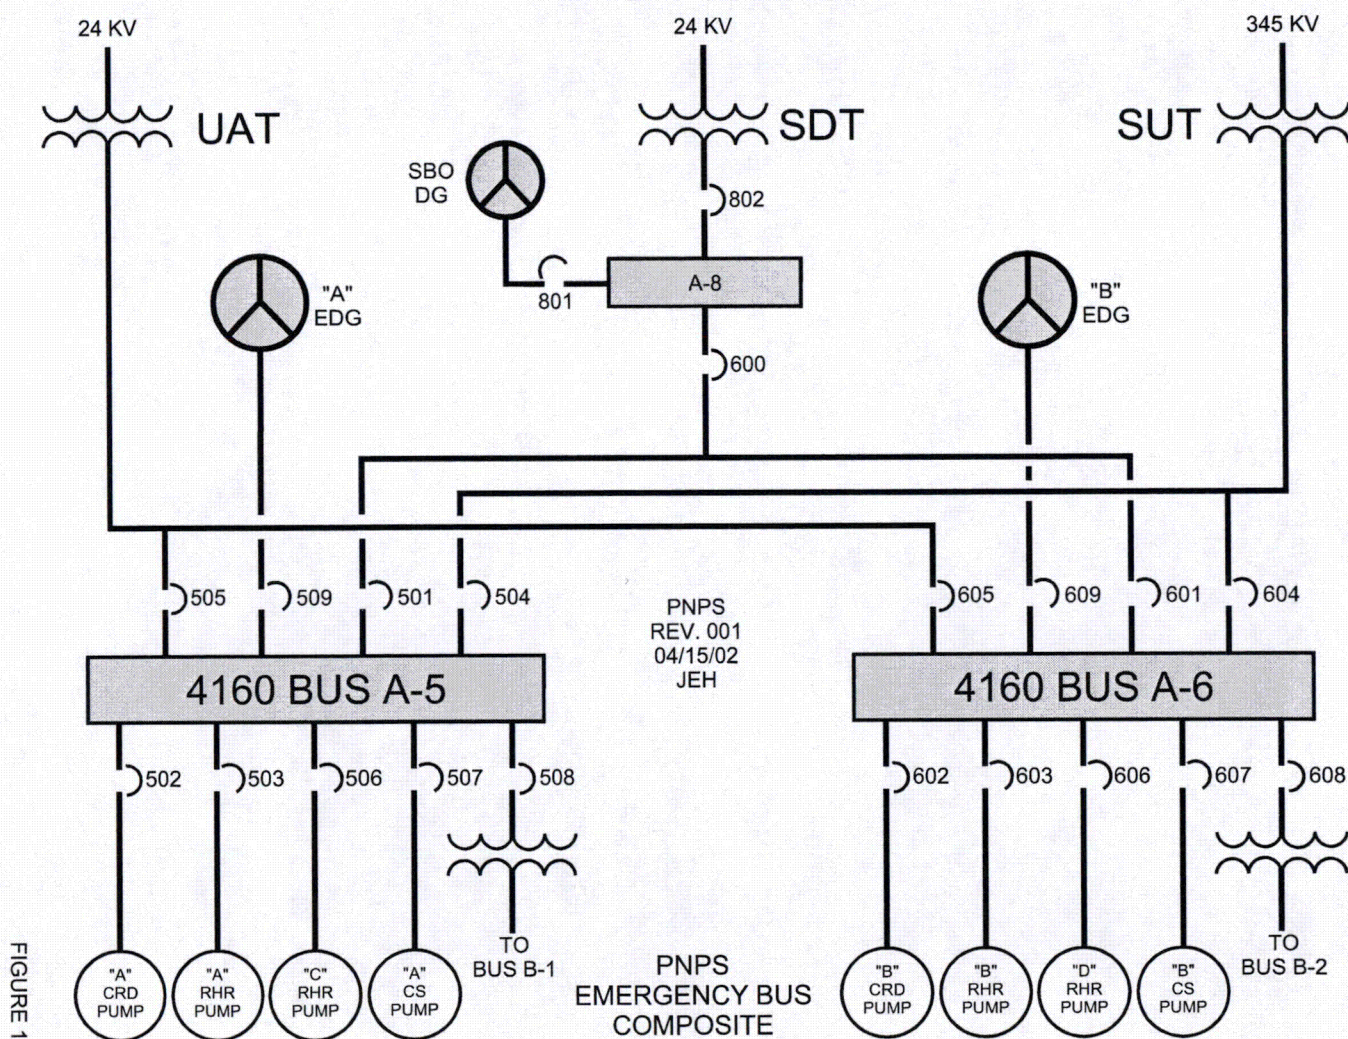 24 KV
24 KV
345 KV
UAT
SDT
SUT
SBO
DG
802
"A"
EDG
801
A-8
"B"
EDG
600
505
509
501
504
605
609
601
604
PNPS
REV. 001
04/15/02
JEH
4160 BUS A-5
4160 BUS A-6
502
503
506
507
508
602
603
606
607
608
"A"
CRD
PUMP
"A"
RHR
PUMP
"C"
RHR
PUMP
"A"
CS
PUMP
TO
BUS B-1
PNPS
EMERGENCY BUS
COMPOSITE
"B"
CRD
PUMP
"B"
RHR
PUMP
"D"
RHR
PUMP
"B"
CS
PUMP
TO
BUS B-2
FIGURE 1